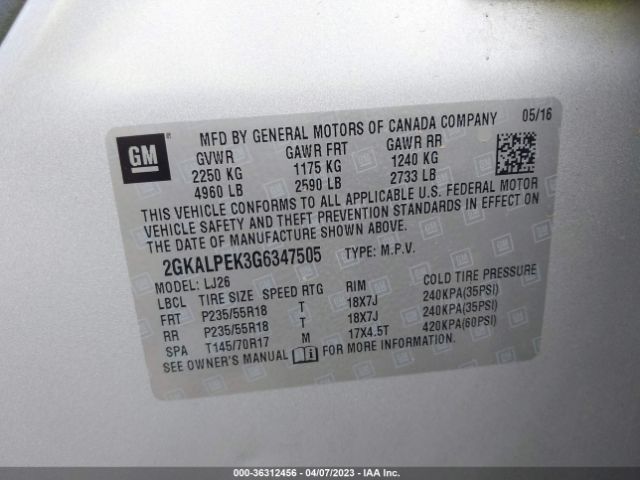 GM
MFD BY GENERAL MOTORS OF CANADA COMPANY 05/16
GVWR GAWR FRT GAWR RR
2250 KG 1175 KG 1240 KG
4960 LB 2590 LB 2733 LB
THIS VEHICLE CONFORMS TO ALL APPLICABLE U.S. FEDERAL MOTOR
VEHICLE SAFETY AND THEFT PREVENTION STANDARDS IN EFFECT ON
THE DATE OF MANUFACTURE SHOWN ABOVE.
2GKALPEK3G6347505 TYPE: M.P.V.
MODEL: LJ26
LBCL TIRE SIZE SPEED RTG RIM COLD TIRE PRESSURE
FRT P235/55R18 T 18X7J 240KPA(35PSI)
RR P235/55R18 T 18X7J 240KPA(35PSI)
SPA T145/70R17 M 17X4.5T 420KPA(60PSI)
SEE OWNER'S MANUAL FOR MORE INFORMATION.
000-36312456 - 04/07/2023 - IAAI.COM